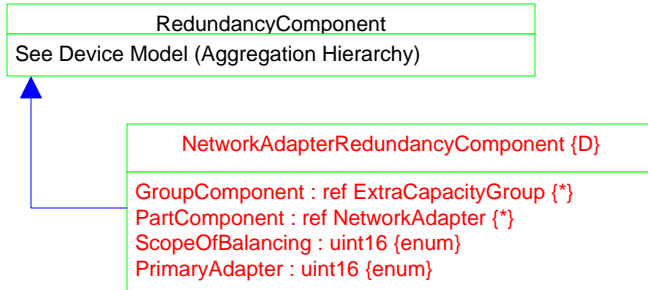 RedundancyComponent
See Device Model (Aggregation Hierarchy)
NetworkAdapterRedundancyComponent {D}
GroupComponent : ref ExtraCapacityGroup {*}
PartComponent : ref NetworkAdapter {*}
ScopeOfBalancing : uint16 {enum}
PrimaryAdapter : uint16 {enum}